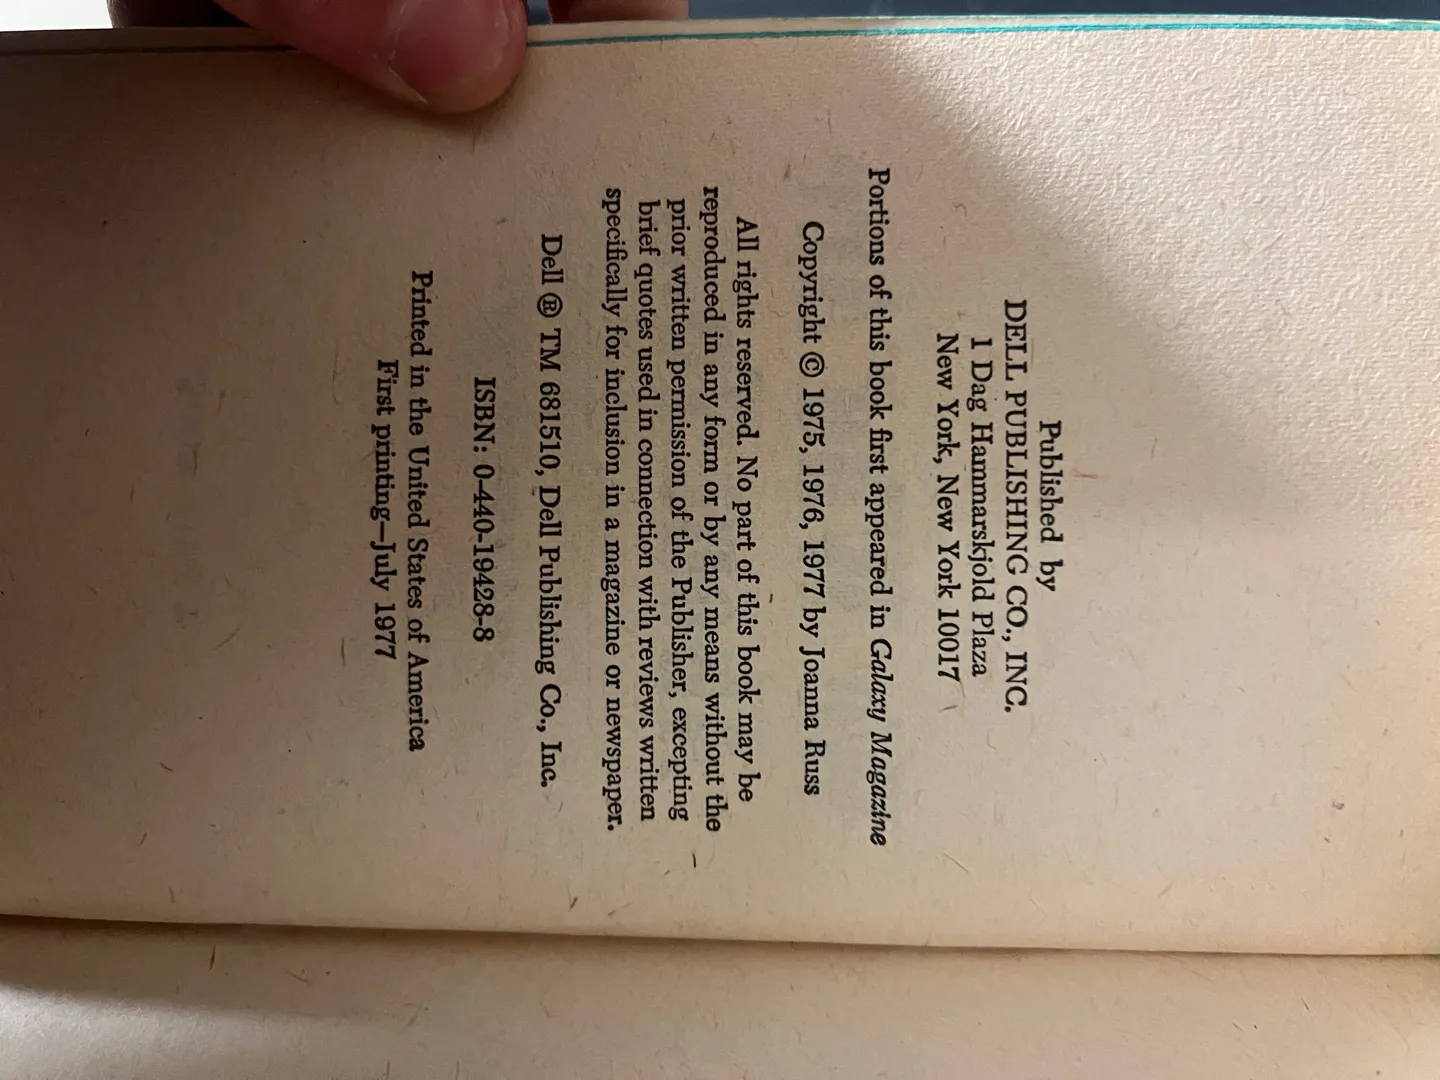 Published by
DELL PUBLISHING CO., INC.
1 Dag Hammarskjold Plaza
New York, New York 10017
Portions of this book first appeared in Galaxy Magazine
Copyright © 1975, 1976, 1977 by Joanna Russ
All rights reserved. No part of this book may be
reproduced in any form or by any means without the
prior written permission of the Publisher, excepting
brief quotes used in connection with reviews written
specifically for inclusion in a magazine or newspaper.
Dell ® TM 681510, Dell Publishing Co., Inc.
ISBN: 0-440-19428-8
Printed in the United States of America
First printing—July 1977